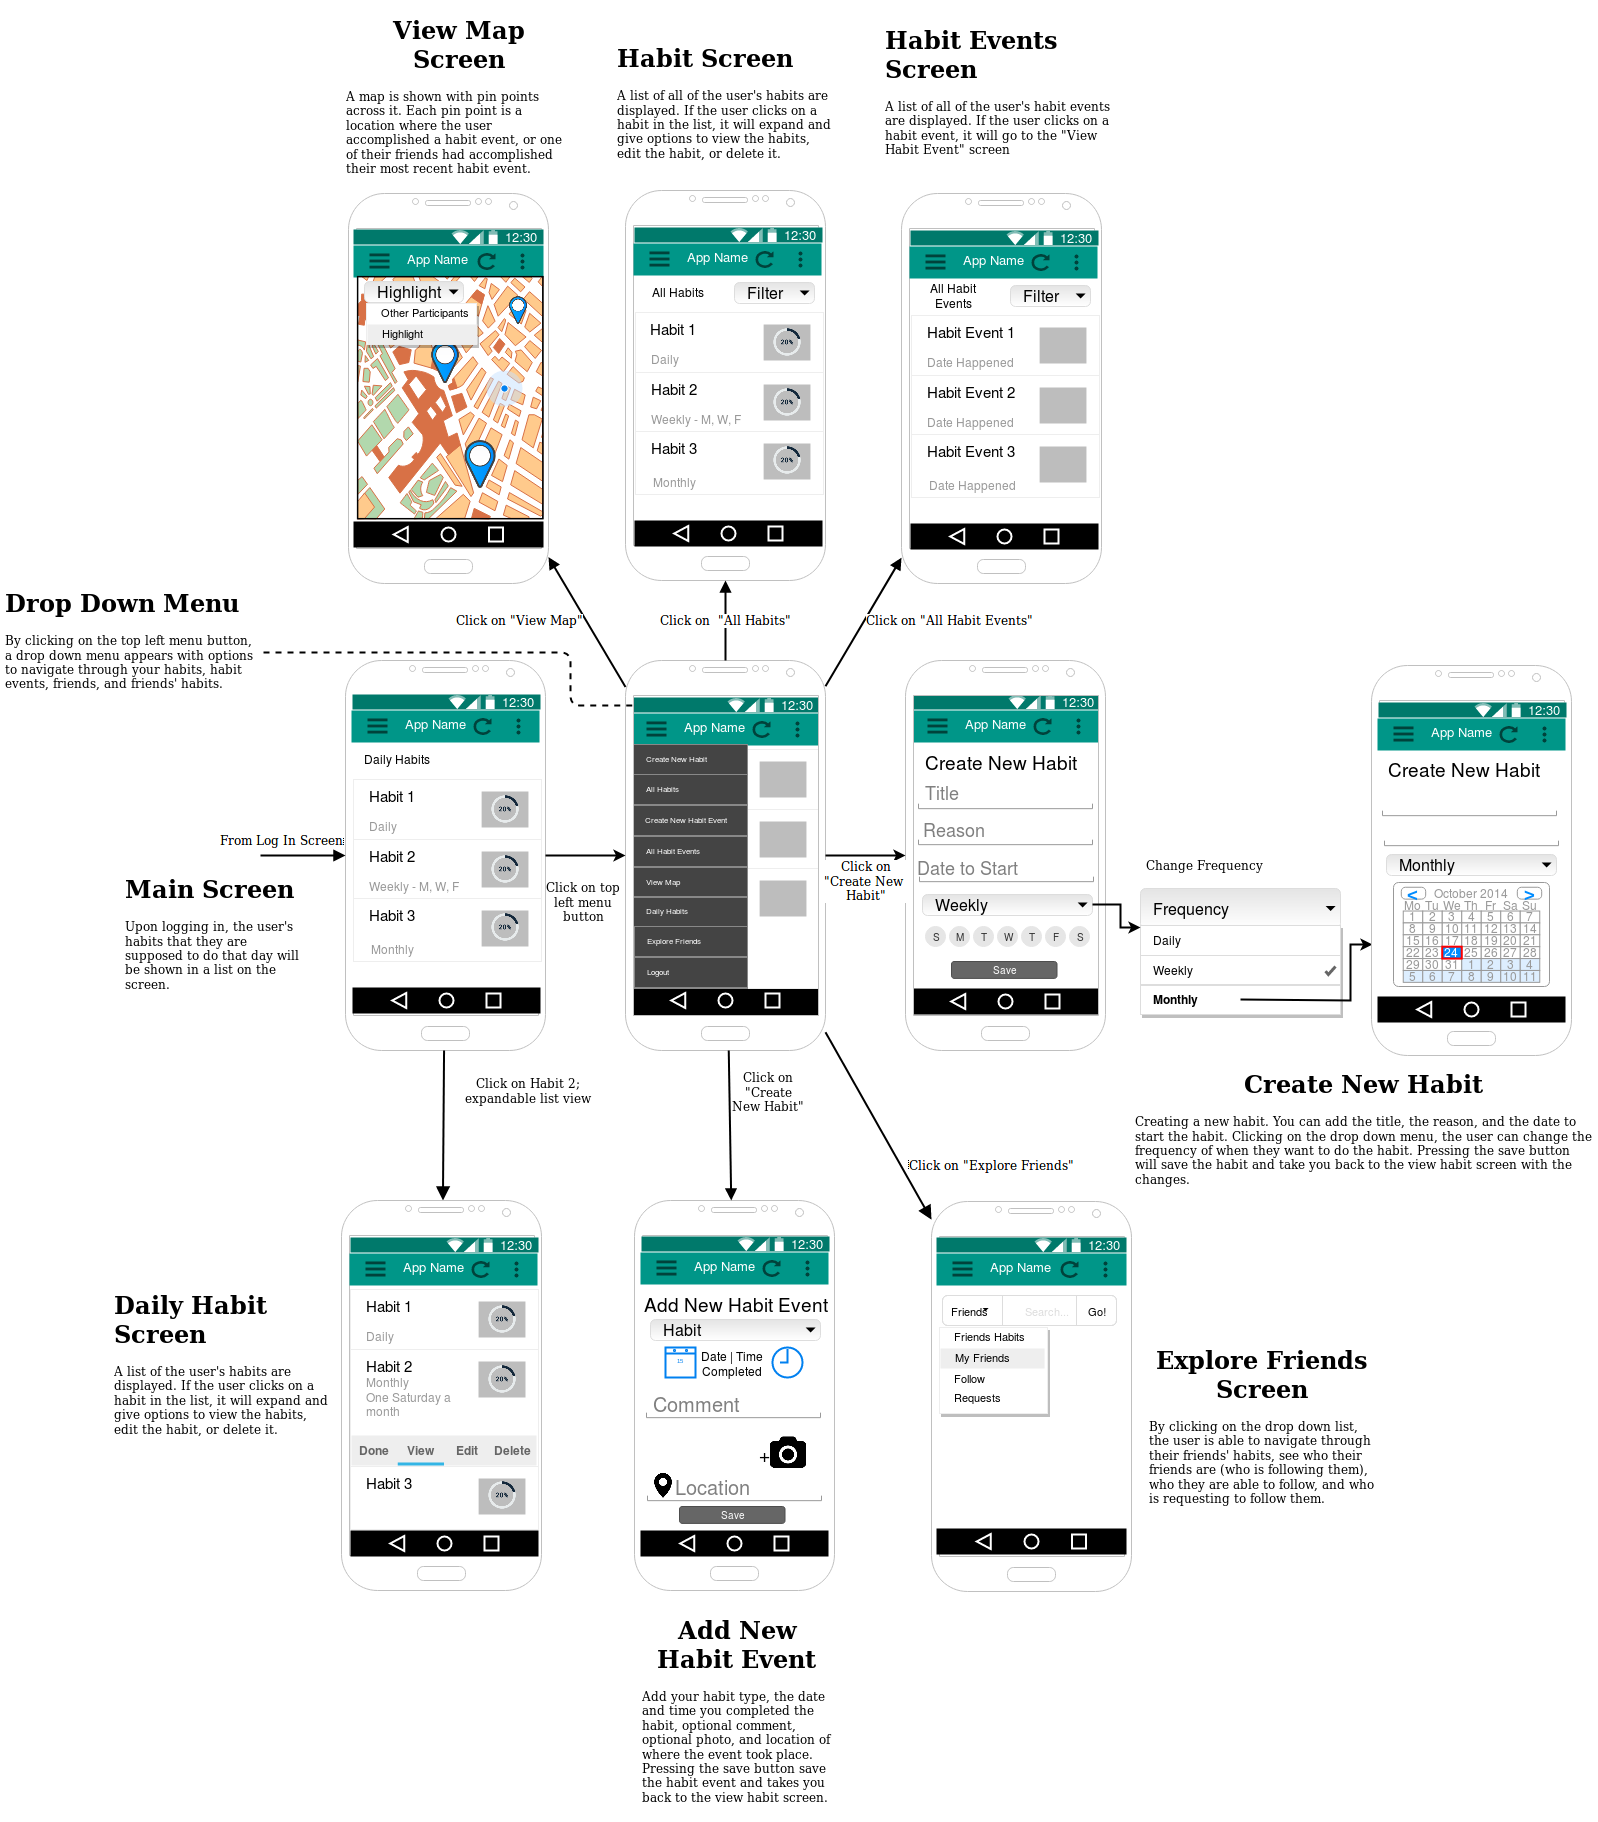 View Map
Screen
A map is shown with pin points
across it. Each pin point is a
location where the user
accomplished a habit event, or one
of their friends had accomplished
their most recent habit event.
Habit Screen
A list of all of the user's habits are
displayed. If the user clicks on a
habit in the list, it will expand and
give options to view the habits,
edit the habit, or delete it.
Habit Events
Screen
A list of all of the user's habit events
are displayed. If the user clicks on a
habit event, it will go to the "View
Habit Event" screen
12:30
App Name
Highlight
Other Participants
Highlight
12:30
App Name
All Habits
Filter
Habit 1
20%
Daily
Habit 2
20%
Weekly - M, W, F
Habit 3
20%
Monthly
12:30
App Name
All Habit
Events
Filter
Habit Event 1
Date Happened
Habit Event 2
Date Happened
Habit Event 3
Date Happened
Click on "View Map"
Click on "All Habits"
Click on "All Habit Events"
Drop Down Menu
By clicking on the top left menu button,
a drop down menu appears with options
to navigate through your habits, habit
events, friends, and friends' habits.
From Log In Screen
Main Screen
Upon logging in, the user's
habits that they are
supposed to do that day will
be shown in a list on the
screen.
12:30
App Name
Daily Habits
Habit 1
20%
Daily
Habit 2
20%
Weekly - M, W, F
Habit 3
20%
Monthly
Click on top
left menu
button
12:30
App Name
Create New Habit
All Habits
Create New Habit Event
All Habit Events
View Map
Daily Habits
Explore Friends
Logout
Click on
"Create New
Habit"
12:30
App Name
Create New Habit
Title
Reason
Date to Start
Weekly
S M T W T F S
Save
Change Frequency
Frequency
Daily
Weekly
Monthly
12:30
App Name
Create New Habit
Monthly
< October 2014 >
Mo Tu We Th Fr Sa Su
1 2 3 4 5 6 7
8 9 10 11 12 13 14
15 16 17 18 19 20 21
22 23 24 25 26 27 28
29 30 31 1 2 3 4
5 6 7 8 9 10 11
Create New Habit
Creating a new habit. You can add the title, the reason, and the date to
start the habit. Clicking on the drop down menu, the user can change the
frequency of when they want to do the habit. Pressing the save button
will save the habit and take you back to the view habit screen with the
changes.
Click on Habit 2;
expandable list view
Click on
"Create
New Habit"
Click on "Explore Friends"
Daily Habit
Screen
A list of the user's habits are
displayed. If the user clicks on a
habit in the list, it will expand and
give options to view the habits,
edit the habit, or delete it.
12:30
App Name
Habit 1
20%
Daily
Habit 2
20%
Monthly
One Saturday a
month
Done View Edit Delete
Habit 3
20%
12:30
App Name
Add New Habit Event
Habit
15
Date | Time
Completed
Comment
+
Location
Save
12:30
App Name
Friends
Search...
Go!
Friends Habits
My Friends
Follow
Requests
Explore Friends
Screen
By clicking on the drop down list,
the user is able to navigate through
their friends' habits, see who their
friends are (who is following them),
who they are able to follow, and who
is requesting to follow them.
Add New
Habit Event
Add your habit type, the date
and time you completed the
habit, optional comment,
optional photo, and location of
where the event took place.
Pressing the save button save
the habit event and takes you
back to the view habit screen.